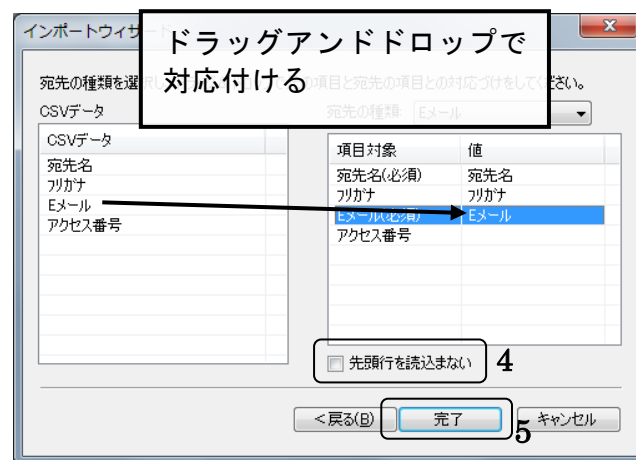 インポートウィザ
ドラッグアンドドロップで
対応付ける
宛先の種類を選 の項目と宛先の項目との対応づけをしてください。
CSVデータ
宛先の種類: Eメール
CSVデータ
宛先名
フリガナ
Eメール
アクセス番号
項目対象 値
宛先名(必須) 宛先名
フリガナ フリガナ
Eメール(必須) Eメール
アクセス番号
先頭行を読込まない 4
<戻る(B) 完了 5 キャンセル